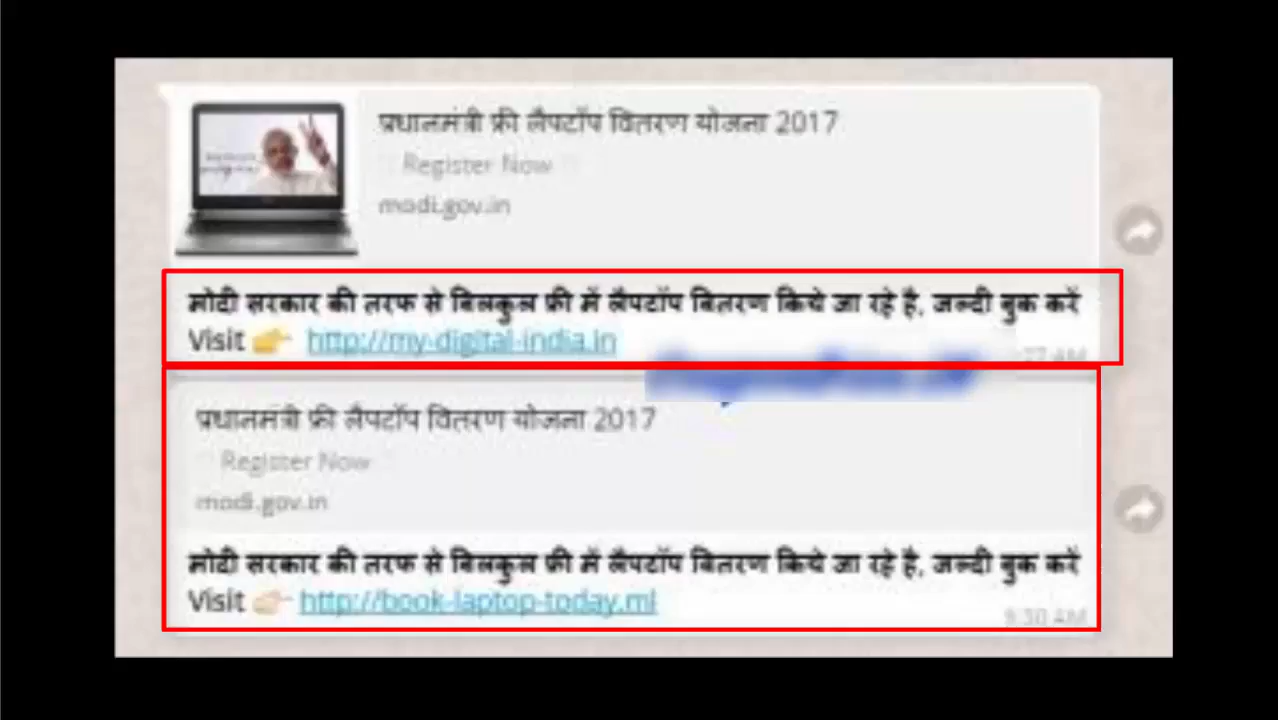 प्रधानमंत्री फ्री लैपटॉप वितरण योजना 2017
Register Now
modi.gov.in
मोदी सरकार की तरफ से बिलकुल फ्री में लैपटॉप बितरण किये जा रहे है, जल्दी बुक करें
Visit 👉 http://my-digital-india.in
प्रधानमंत्री फ्री लैपटॉप वितरण योजना 2017
Register Now
modi.gov.in
मोदी सरकार की तरफ से बिलकुल फ्री में लैपटॉप बितरण किये जा रहे है, जल्दी बुक करें
Visit 👉🏻 http://book-laptop-today.ml
9:30 AM